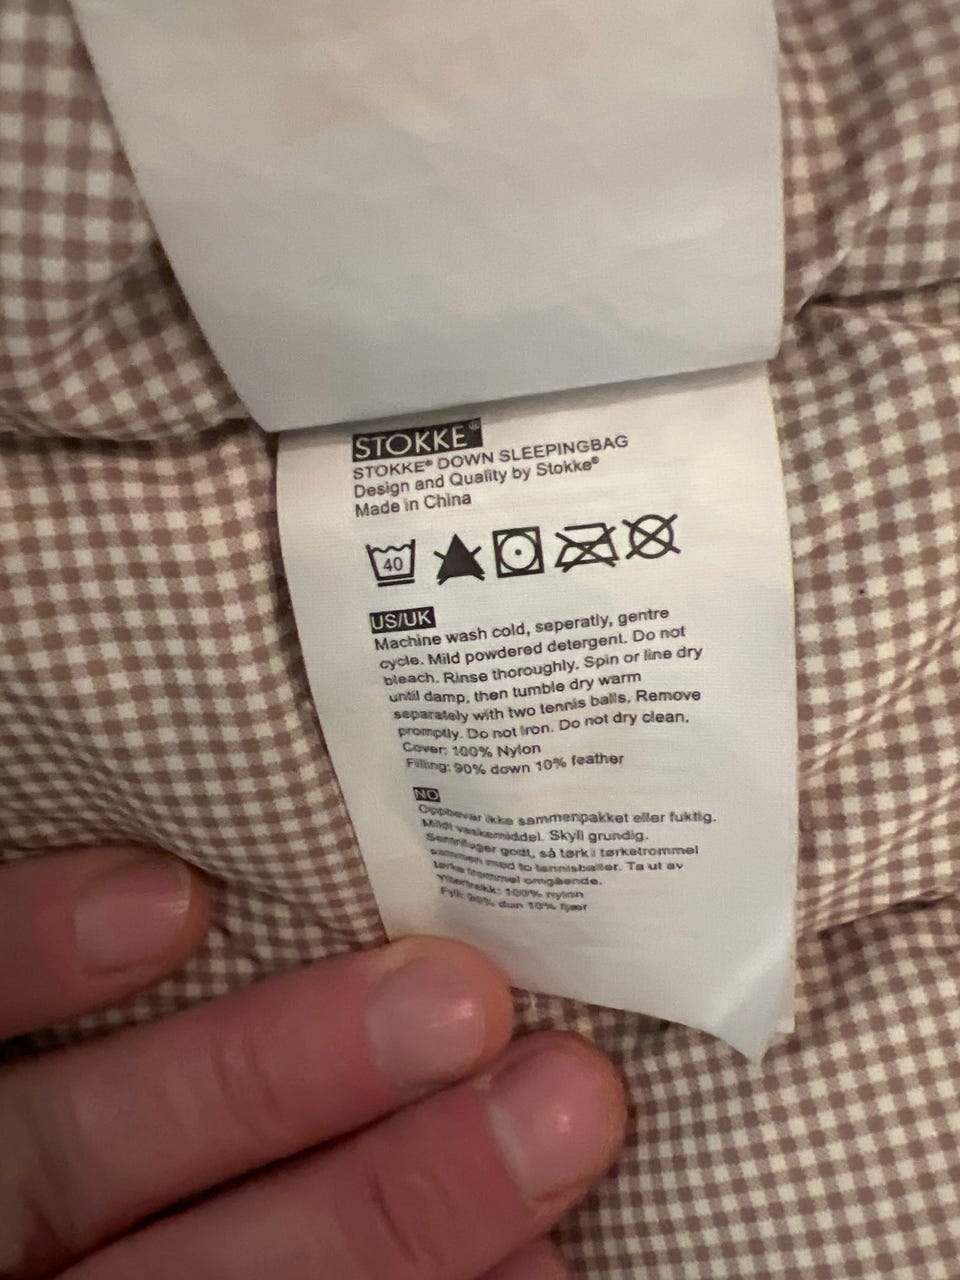 STOKKE®
STOKKE® DOWN SLEEPINGBAG
Design and Quality by Stokke®
Made in China
40
US/UK
Machine wash cold, seperatly, gentre
cycle. Mild powdered detergent. Do not
bleach. Rinse thoroughly. Spin or line dry
until damp, then tumble dry warm
separately with two tennis balls. Remove
promptly. Do not iron. Do not dry clean.
Cover: 100% Nylon
Filling: 90% down 10% feather
NO
Oppbevar ikke sammenpakket eller fuktig.
Mildt vaskemiddel. Skyll grundig.
Sentrifuger godt, så tørk i tørketrommel
sammen med to tennisballer. Ta ut av
tørke trommel omgående.
Yttertrekk: 100% nylon
Fyll: 90% dun 10% fjær